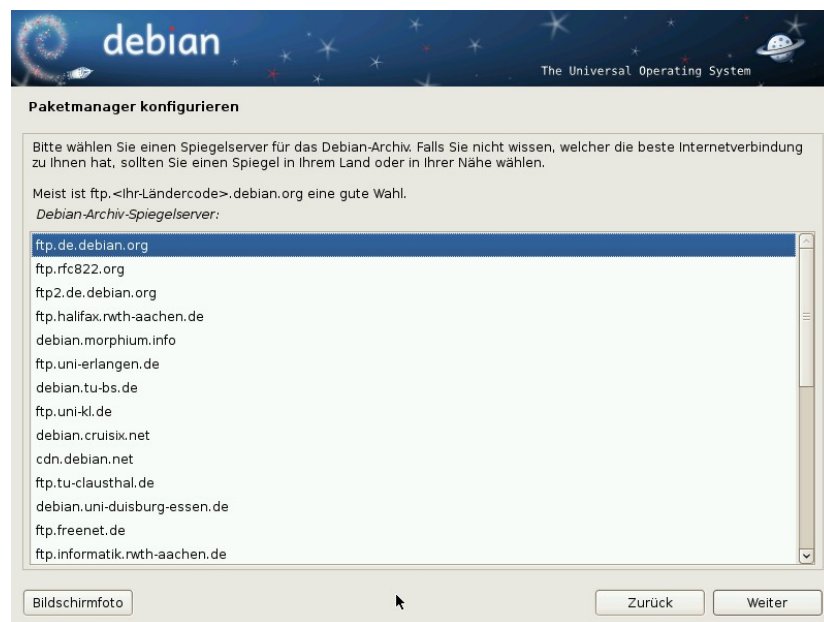 debian
The Universal Operating System
Paketmanager konfigurieren
Bitte wählen Sie einen Spiegelserver für das Debian-Archiv. Falls Sie nicht wissen, welcher die beste Internetverbindung
zu Ihnen hat, sollten Sie einen Spiegel in Ihrem Land oder in Ihrer Nähe wählen.
Meist ist ftp.<Ihr-Ländercode>.debian.org eine gute Wahl.
Debian-Archiv-Spiegelserver:
ftp.de.debian.org
ftp.rfc822.org
ftp2.de.debian.org
ftp.halifax.rwth-aachen.de
debian.morphium.info
ftp.uni-erlangen.de
debian.tu-bs.de
ftp.uni-kl.de
debian.cruisix.net
cdn.debian.net
ftp.tu-clausthal.de
debian.uni-duisburg-essen.de
ftp.freenet.de
ftp.informatik.rwth-aachen.de
Bildschirmfoto
Zurück
Weiter